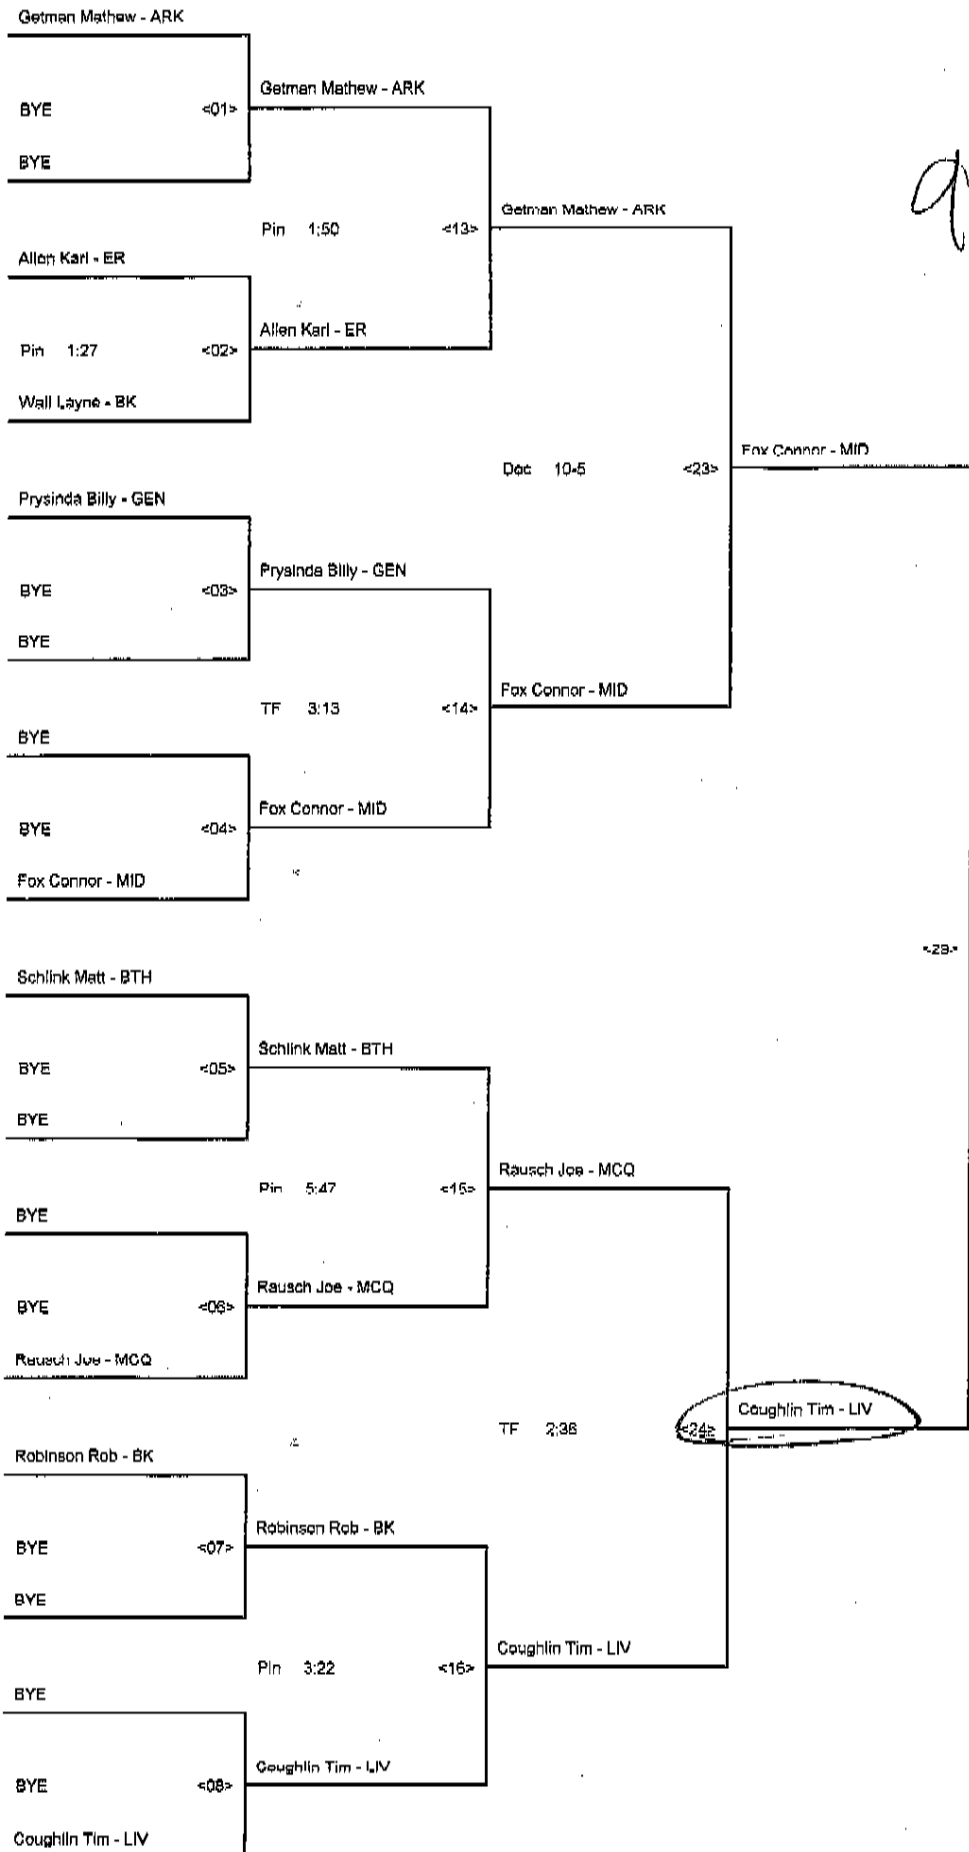 Getman Mathew - ARK
Getman Mathew - ARK
BYE <01>
BYE
Getman Mathew - ARK
Pin 1:50 <13>
Allen Karl - ER
Allen Karl - ER
Pin 1:27 <02>
Wall Layne - BK
Fox Connor - MID
Dec 10-5 <23>
Prysinda Billy - GEN
Prysinda Billy - GEN
BYE <03>
BYE
Fox Connor - MID
TF 3:13 <14>
BYE
Fox Connor - MID
BYE <04>
Fox Connor - MID
<29>
Schlink Matt - BTH
Schlink Matt - BTH
BYE <05>
BYE
Rausch Joe - MCQ
Pin 5:47 <15>
BYE
Rausch Joe - MCQ
BYE <06>
Rausch Joe - MCQ
Coughlin Tim - LIV
TF 2:36 <24>
Robinson Rob - BK
Robinson Rob - BK
BYE <07>
BYE
Coughlin Tim - LIV
Pin 3:22 <16>
BYE
Coughlin Tim - LIV
BYE <08>
Coughlin Tim - LIV